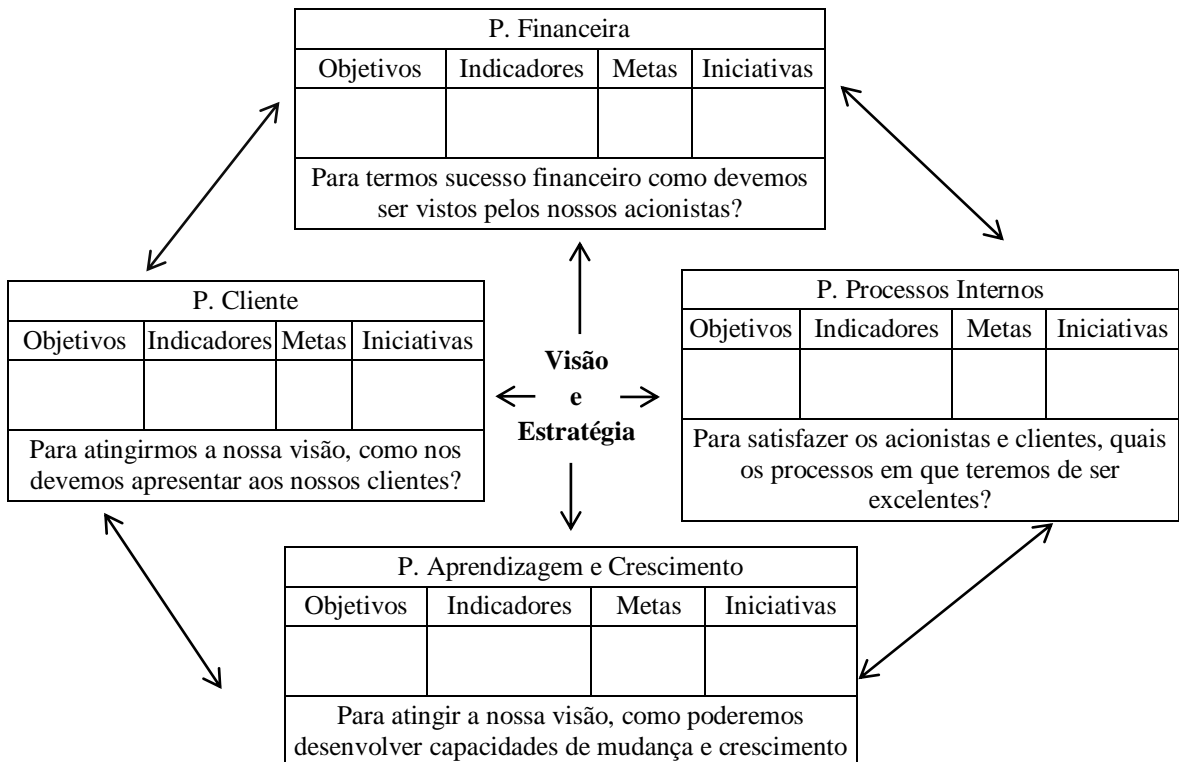 P. Financeira
Objetivos Indicadores Metas Iniciativas
Para termos sucesso financeiro como devemos
ser vistos pelos nossos acionistas?
P. Cliente
Objetivos Indicadores Metas Iniciativas
Para atingirmos a nossa visão, como nos
devemos apresentar aos nossos clientes?
Visão
e
Estratégia
P. Processos Internos
Objetivos Indicadores Metas Iniciativas
Para satisfazer os acionistas e clientes, quais
os processos em que teremos de ser
excelentes?
P. Aprendizagem e Crescimento
Objetivos Indicadores Metas Iniciativas
Para atingir a nossa visão, como poderemos
desenvolver capacidades de mudança e crescimento